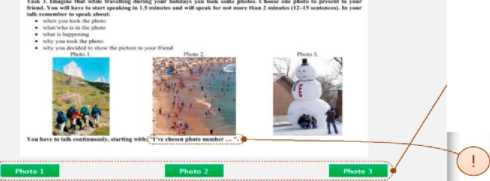 Task 3. Imagine that while travelling during your holidays you took some photos. Choose one photo to present to your
friend. You will have to start speaking in 1.5 minutes and will speak for not more than 2 minutes (12–15 sentences). In your
talk remember to speak about:
• when you took the photo
• what/who is in the photo
• what is happening
• why you took the photo
• why you decided to show the picture to your friend
Photo 1. Photo 2. Photo 3.
You have to talk continuously, starting with: "I've chosen photo number ... ".
!
Photo 1 Photo 2 Photo 3